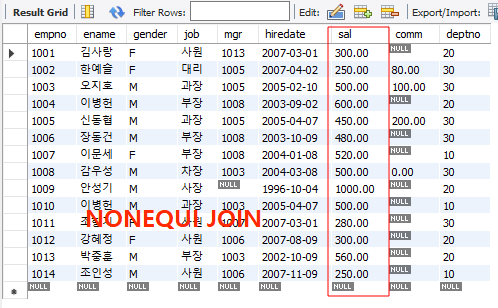 Result Grid Filter Rows: Edit: Export/Import:
empno ename gender job mgr hiredate sal comm deptno
1001 김사랑 F 사원 1013 2007-03-01 300.00 NULL 20
1002 한예슬 F 대리 1005 2007-04-02 250.00 80.00 30
1003 오지호 M 과장 1005 2005-02-10 500.00 100.00 30
1004 이병헌 M 부장 1008 2003-09-02 600.00 NULL 20
1005 신동협 M 과장 1005 2005-04-07 450.00 200.00 30
1006 장동건 M 부장 1008 2003-10-09 480.00 NULL 30
1007 이문세 F 부장 1008 2004-01-08 520.00 NULL 10
1008 감우성 M 차장 1003 2004-03-08 500.00 0.00 30
1009 안성기 M 사장 NULL 1996-10-04 1000.00 NULL 20
1010 이병헌 M 과장 1003 2005-04-07 500.00 NULL 10
NONEQUI JOIN
1007 2007-03-01 280.00 NULL 30
1012 강혜정 F 사원 1006 2007-08-09 300.00 NULL 20
1013 박중훈 M 부장 1003 2002-10-09 560.00 NULL 20
1014 조인성 M 사원 1006 2007-11-09 250.00 NULL 10
NULL NULL NULL NULL NULL NULL NULL NULL NULL